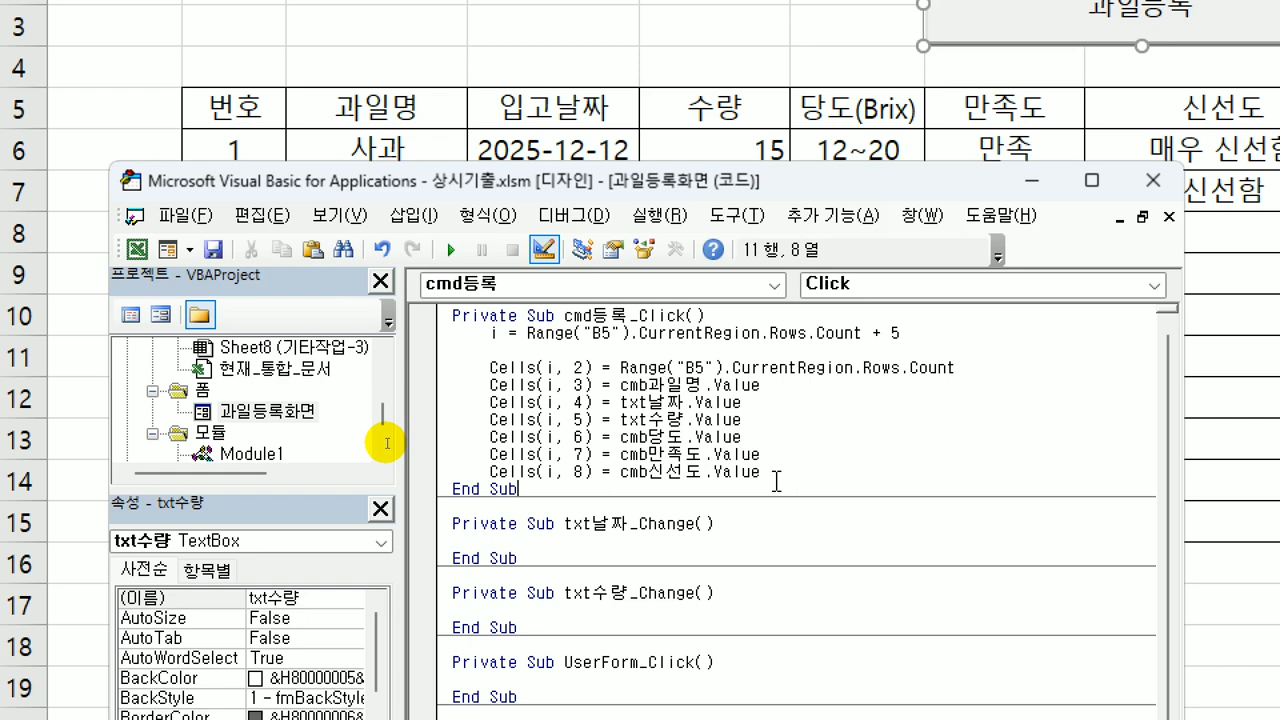 과일등록
3
4
5 번호 과일명 입고날짜 수량 당도(Brix) 만족도 신선도
6 1 사과 2025-12-12 15 12~20 만족 매우 신선함
7 신선함
8
9
10
11
12
13
14
15
16
17
18
19
Microsoft Visual Basic for Applications - 상시기출.xlsm [디자인] - [과일등록화면 (코드)]
파일(F) 편집(E) 보기(V) 삽입(I) 형식(O) 디버그(D) 실행(R) 도구(T) 추가 기능(A) 창(W) 도움말(H)
11 행, 8 열
프로젝트 - VBAProject
Sheet8 (기타작업-3)
현재_통합_문서
폼
과일등록화면
모듈
Module1
속성 - txt수량
txt수량 TextBox
사전순 항목별
(이름) txt수량
AutoSize False
AutoTab False
AutoWordSelect True
BackColor &H80000005&
BackStyle 1 - fmBackStyle
BorderColor &H80000006&
cmd등록 Click
Private Sub cmd등록_Click()
i = Range("B5").CurrentRegion.Rows.Count + 5
Cells(i, 2) = Range("B5").CurrentRegion.Rows.Count
Cells(i, 3) = cmb과일명.Value
Cells(i, 4) = txt날짜.Value
Cells(i, 5) = txt수량.Value
Cells(i, 6) = cmb당도.Value
Cells(i, 7) = cmb만족도.Value
Cells(i, 8) = cmb신선도.Value
End Sub
Private Sub txt날짜_Change()
End Sub
Private Sub txt수량_Change()
End Sub
Private Sub UserForm_Click()
End Sub